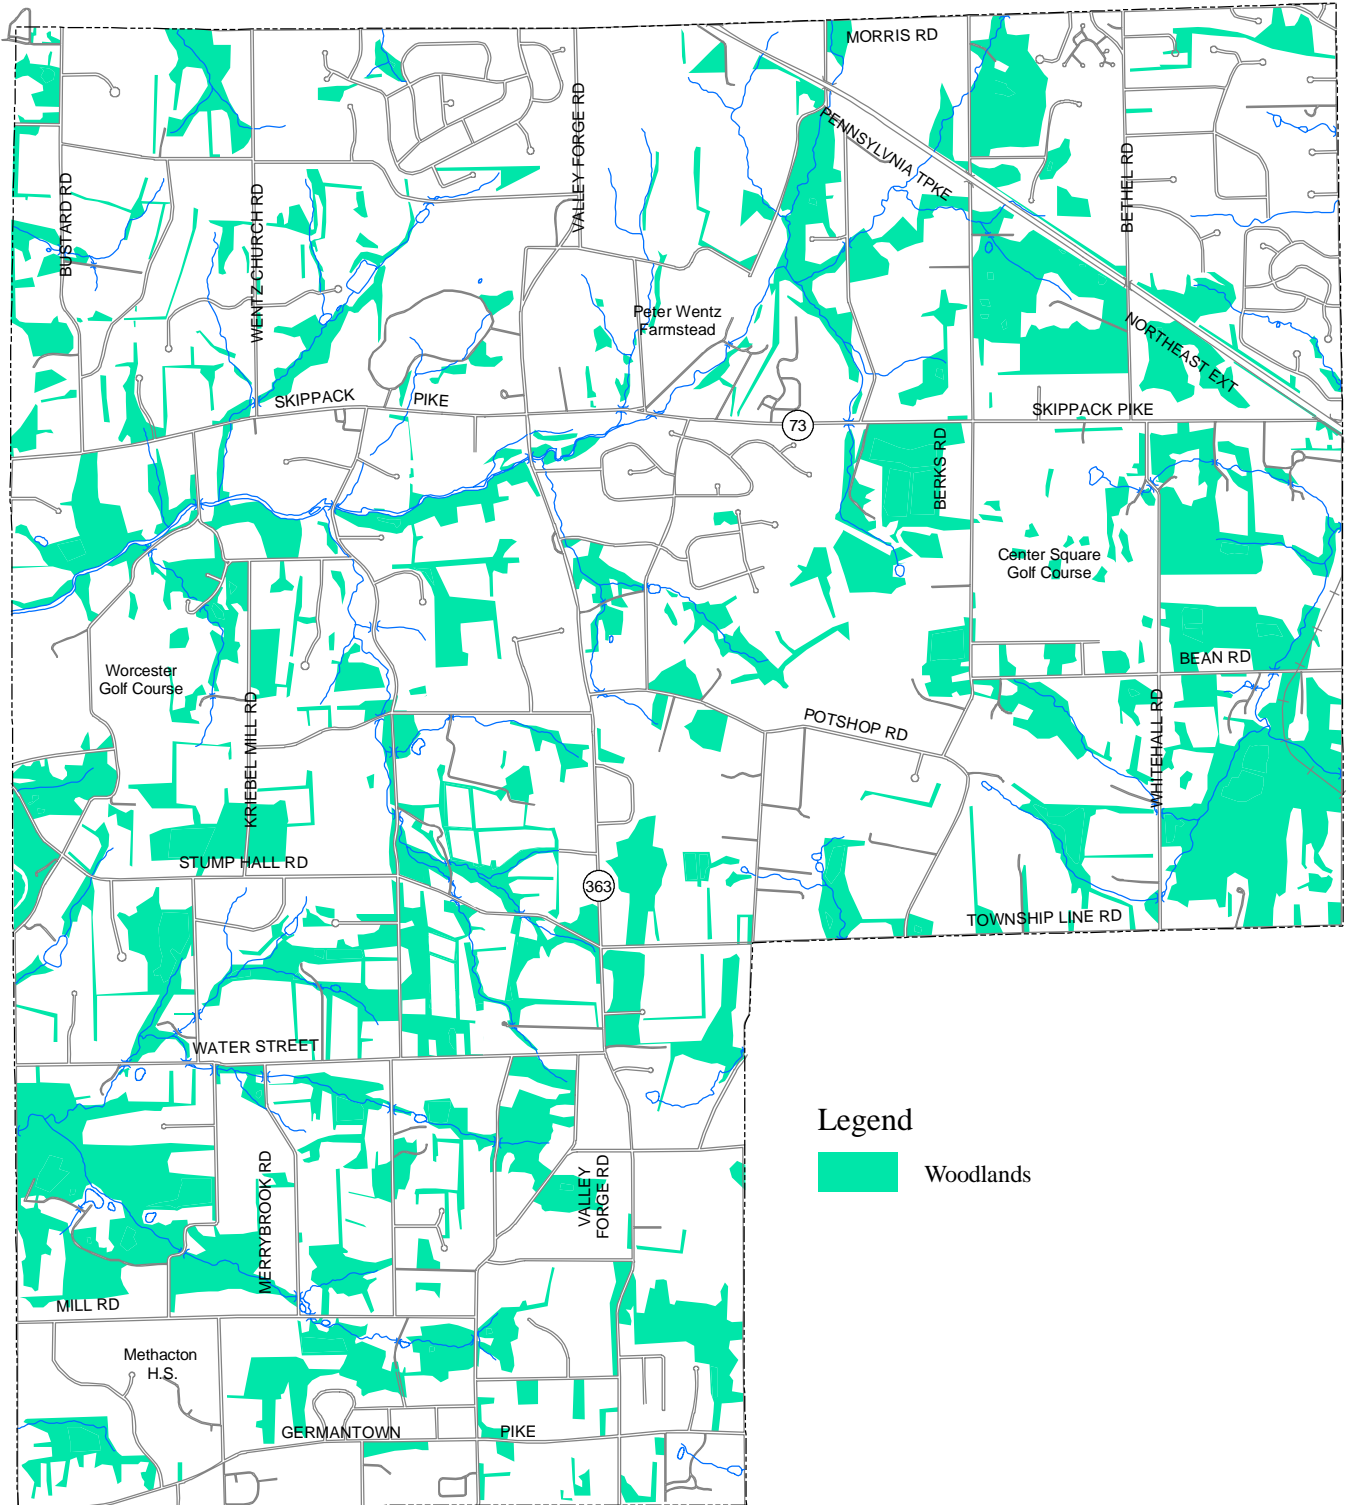 MORRIS RD
PENNSYLVNIA TPKE
VALLEY FORGE RD
BETHEL RD
BUSTARD RD
WENTZ CHURCH RD
Peter Wentz
Farmstead
NORTHEAST EXT
SKIPPACK
PIKE
SKIPPACK PIKE
73
BERKS RD
Center Square
Golf Course
BEAN RD
Worcester
Golf Course
KRIEBEL MILL RD
POTSHOP RD
WHITEHALL RD
STUMP HALL RD
363
TOWNSHIP LINE RD
WATER STREET
Legend
Woodlands
MERRYBROOK RD
VALLEY
FORGE RD
MILL RD
Methacton
H.S.
GERMANTOWN
PIKE